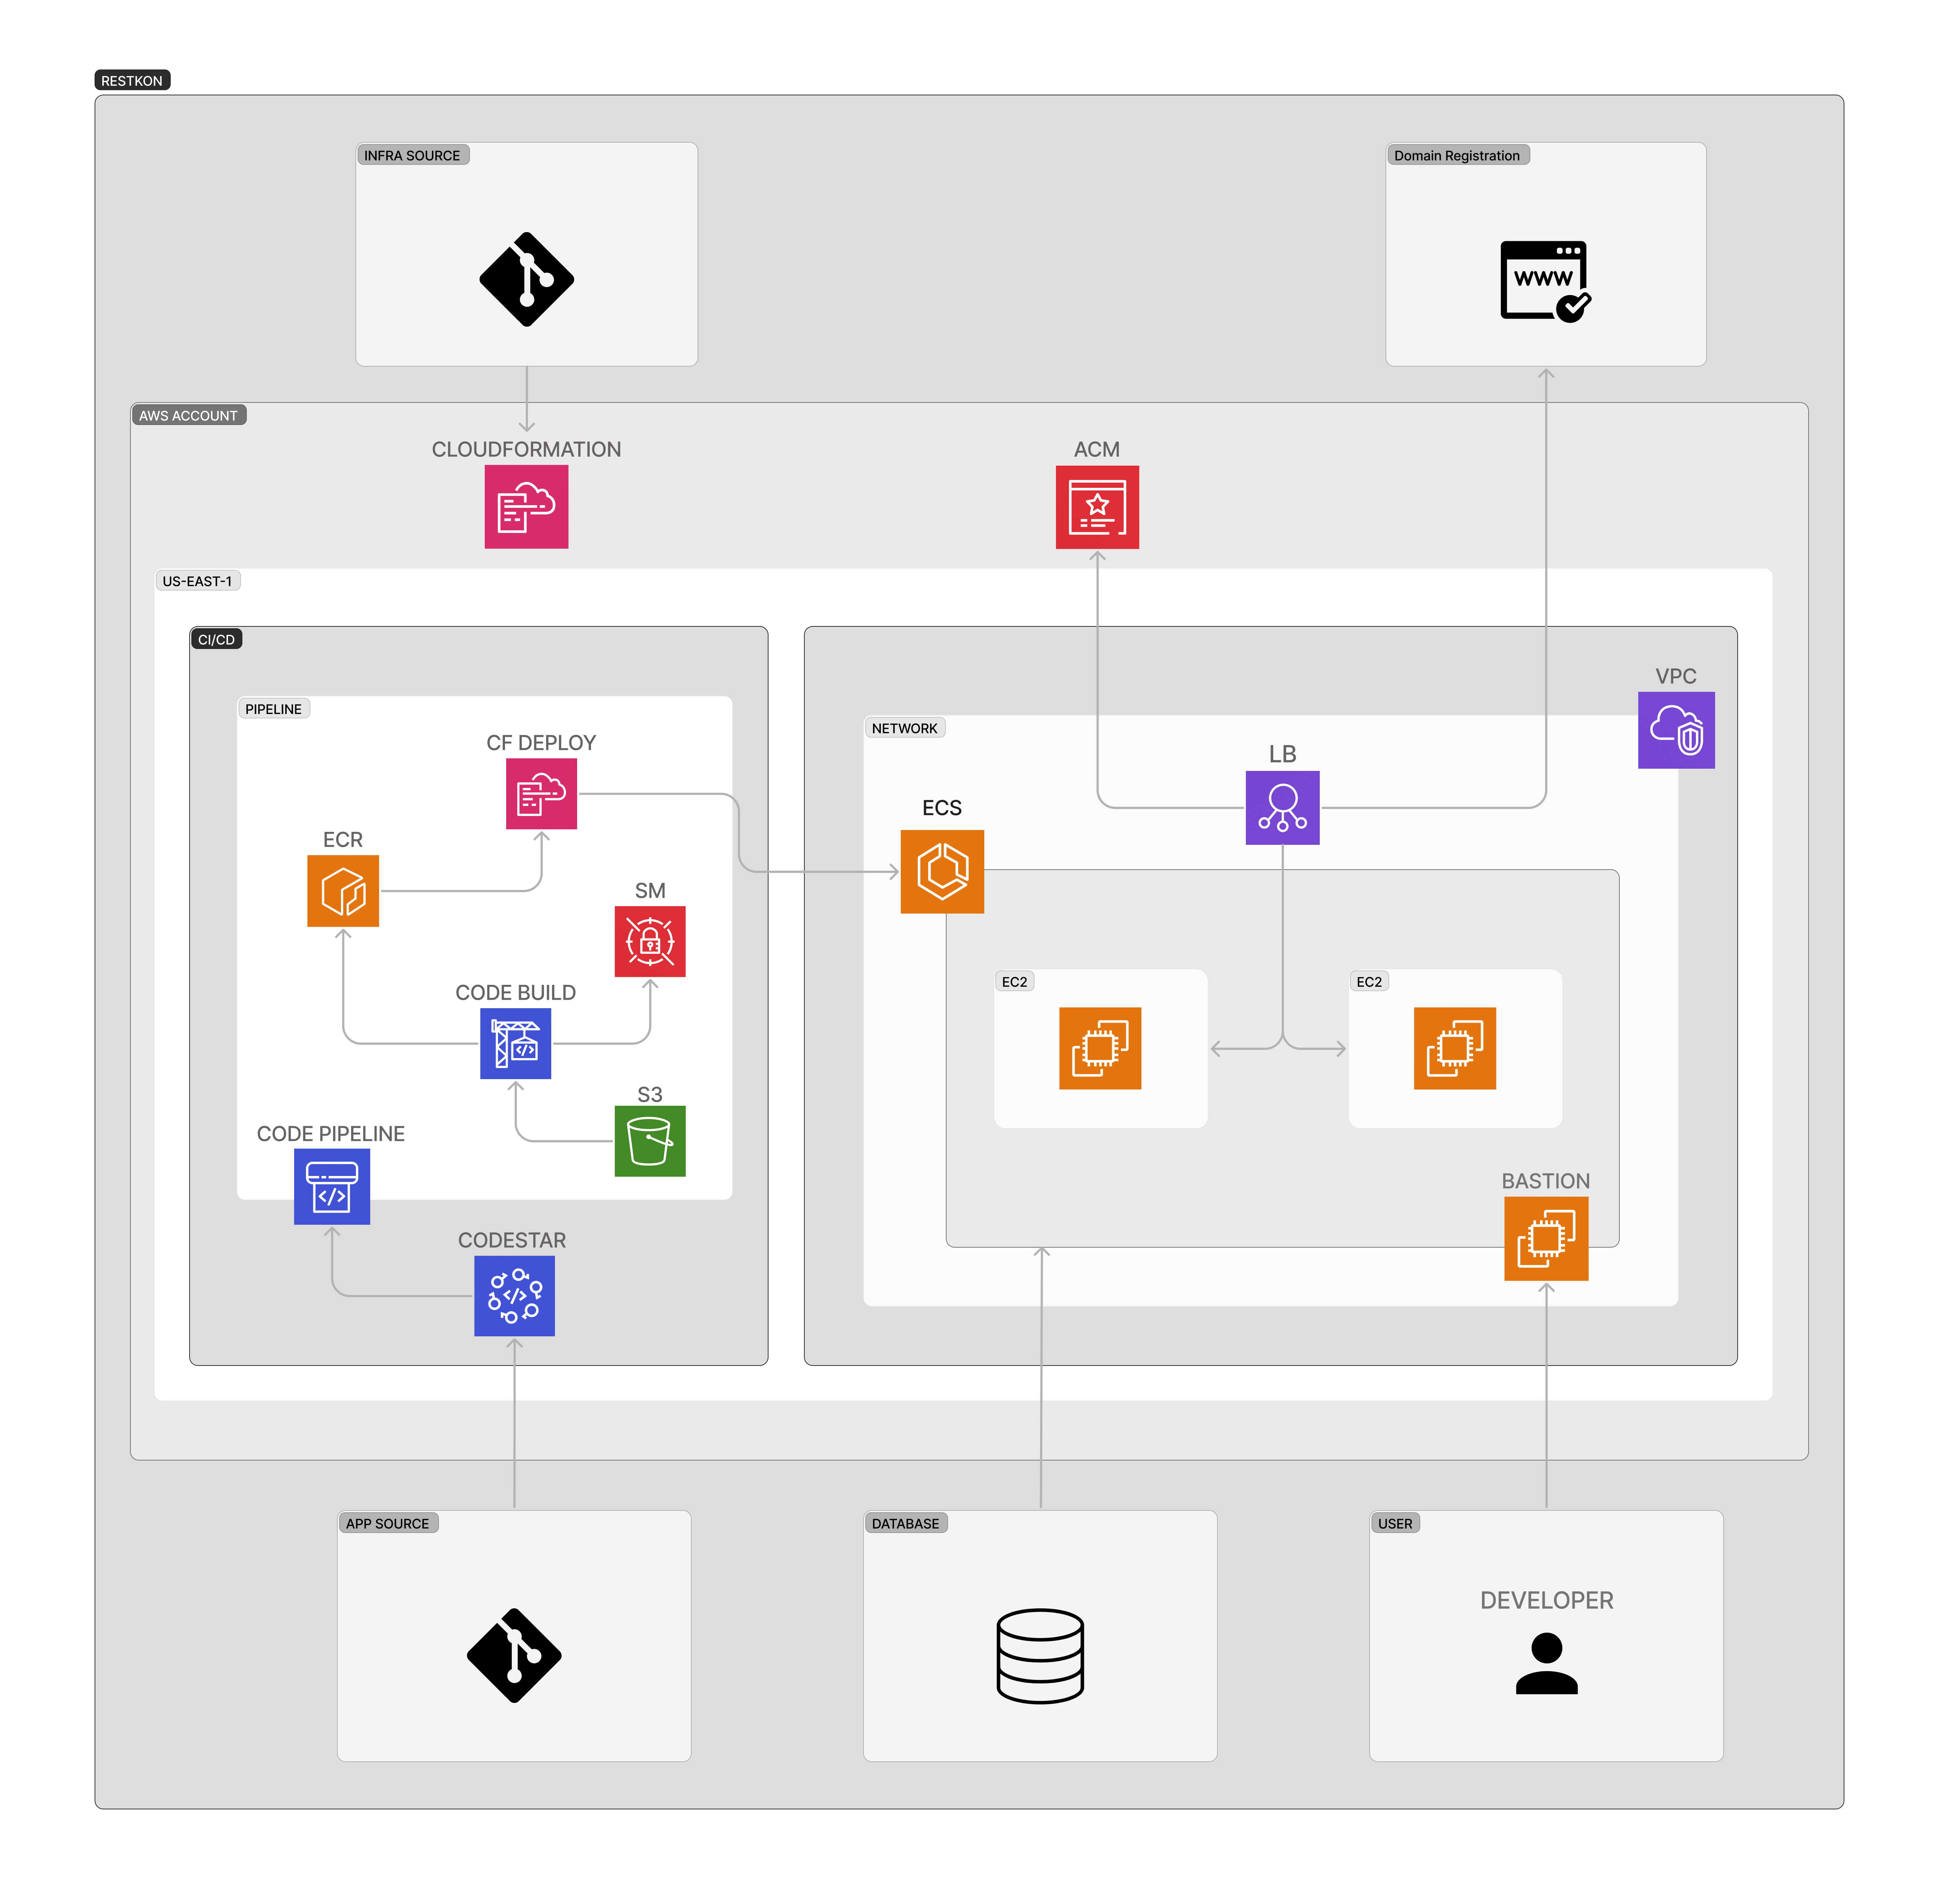 RESTKON
INFRA SOURCE
Domain Registration
www
AWS ACCOUNT
CLOUDFORMATION
ACM
US-EAST-1
CI/CD
VPC
PIPELINE
NETWORK
CF DEPLOY
LB
ECS
ECR
SM
CODE BUILD
EC2
EC2
S3
CODE PIPELINE
BASTION
CODESTAR
APP SOURCE
DATABASE
USER
DEVELOPER